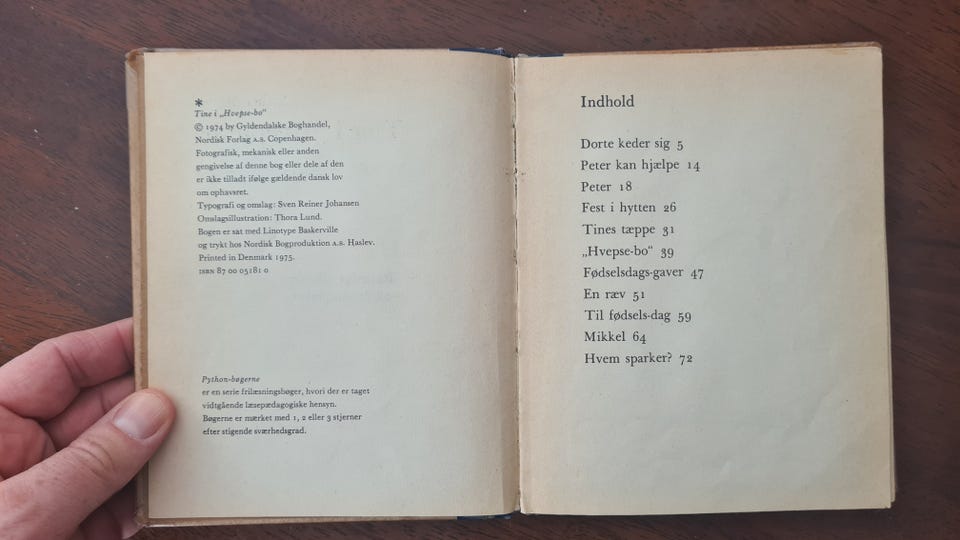 *
Tine i „Hvepse-bo“
© 1974 by Gyldendalske Boghandel,
Nordisk Forlag A.S. Copenhagen.
Fotografisk, mekanisk eller anden
gengivelse af denne bog eller dele af den
er ikke tilladt ifølge gældende dansk lov
om ophavsret.
Typografi og omslag: Sven Reiner Johansen
Omslagsillustration: Thora Lund.
Bogen er sat med Linotype Baskerville
og trykt hos Nordisk Bogproduktion A.S. Haslev.
Printed in Denmark 1975.
ISBN 87 00 05181 0
Python-bøgerne
er en serie frilæsningsbøger, hvori der er taget
vidtgående læsepædagogiske hensyn.
Bøgerne er mærket med 1, 2 eller 3 stjerner
efter stigende sværhedsgrad.
Indhold
Dorte keder sig 5
Peter kan hjælpe 14
Peter 18
Fest i hytten 26
Tines tæppe 31
„Hvepse-bo“ 39
Fødselsdags-gaver 47
En ræv 51
Til fødsels-dag 59
Mikkel 64
Hvem sparker? 72